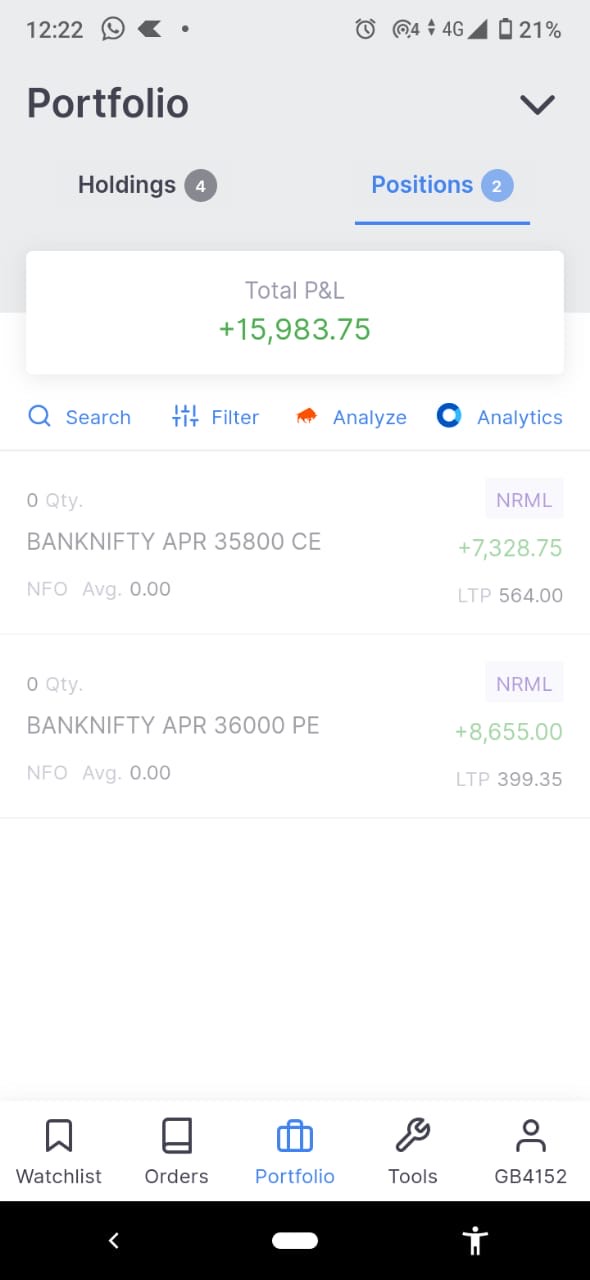 12:22 4 4G 21%
Portfolio
Holdings 4 Positions 2
Total P&L
+15,983.75
Search Filter Analyze Analytics
0 Qty. NRML
BANKNIFTY APR 35800 CE +7,328.75
NFO Avg. 0.00 LTP 564.00
0 Qty. NRML
BANKNIFTY APR 36000 PE +8,655.00
NFO Avg. 0.00 LTP 399.35
Watchlist Orders Portfolio Tools GB4152